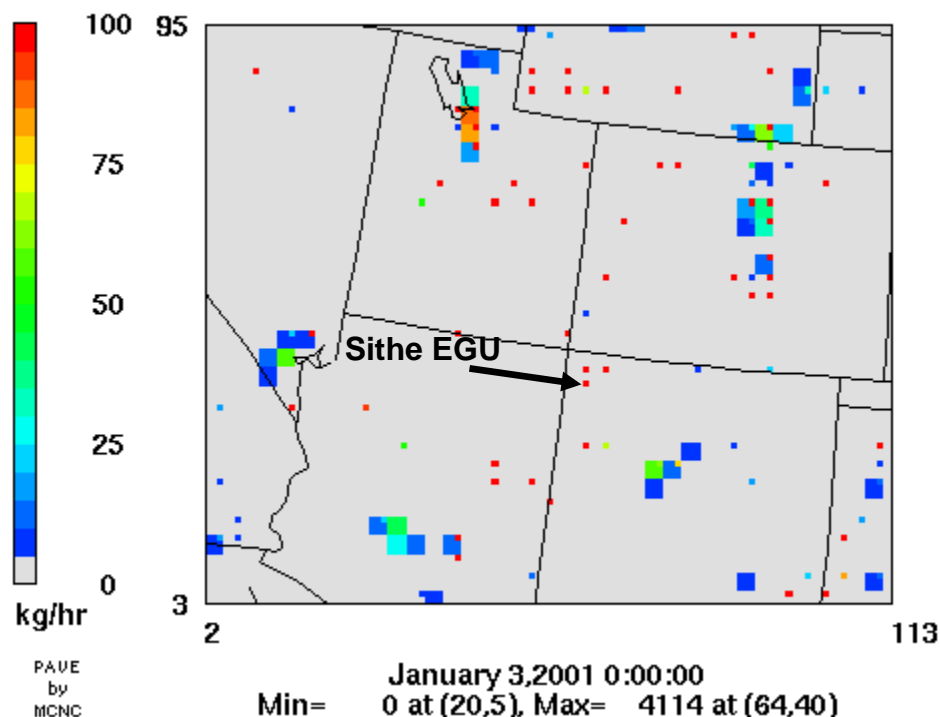 100
75
50
25
0
kg/hr
95
3
2
113
Sithe EGU
PAVE
by
MCNC
January 3,2001 0:00:00
Min= 0 at (20,5), Max= 4114 at (64,40)